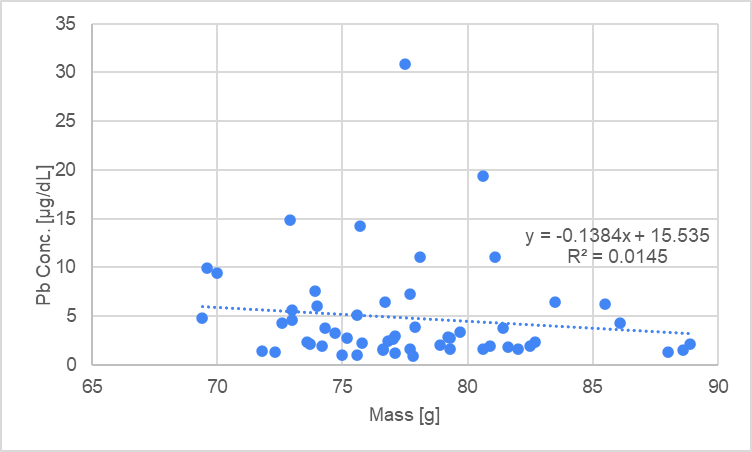 35
30
25
20
15
10
5
0
Pb Conc. [µg/dL]
y = -0.1384x + 15.535
R² = 0.0145
65 70 75 80 85 90
Mass [g]